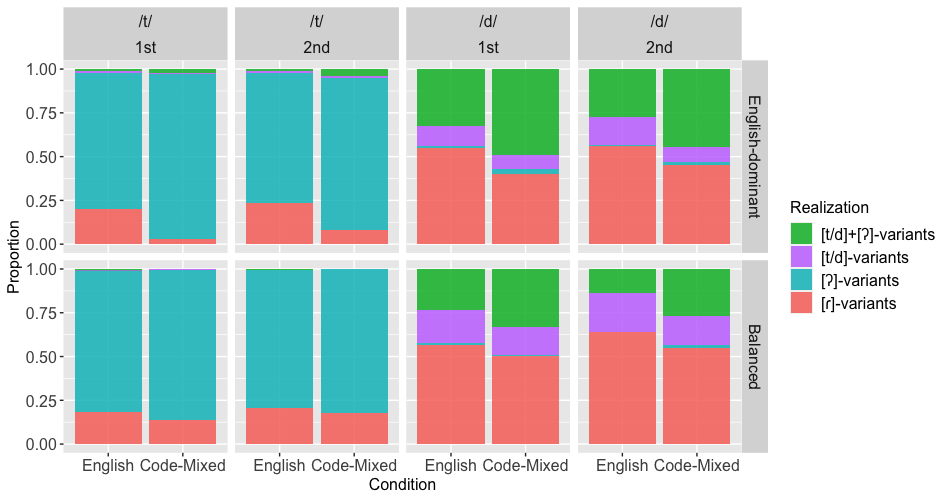 /t/ /t/ /d/ /d/
1st 2nd 1st 2nd
1.00
0.75
0.50
0.25
0.00
English-dominant
1.00
0.75
0.50
0.25
0.00
Balanced
Proportion
English Code-Mixed English Code-Mixed English Code-Mixed English Code-Mixed
Condition
Realization
[t/d]+[ʔ]-variants
[t/d]-variants
[ʔ]-variants
[ɾ]-variants